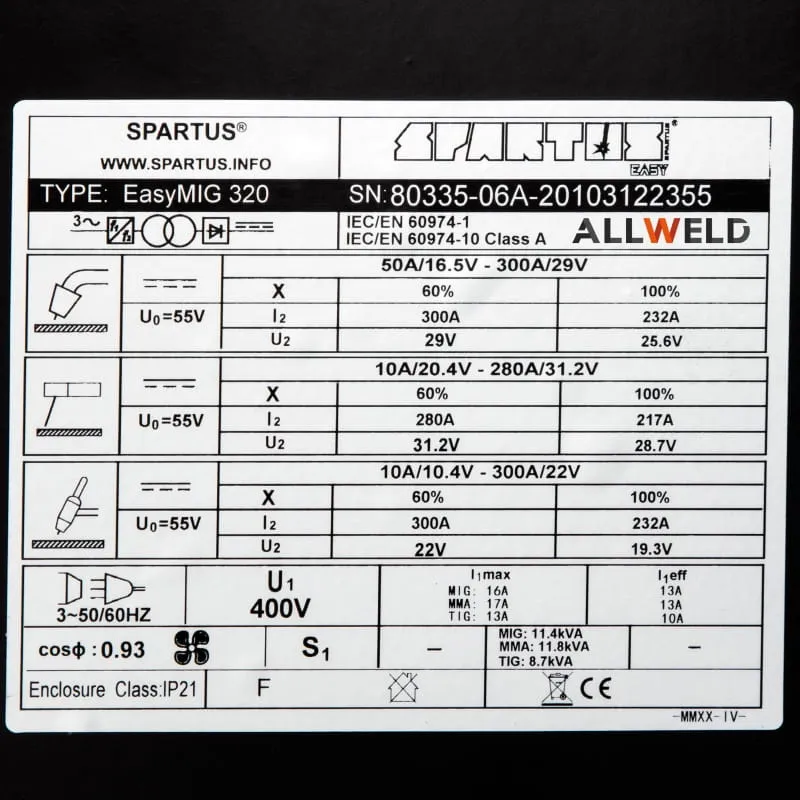 SPARTUS®
WWW.SPARTUS.INFO
SPARTUS®
SPARTUS
EASY
TYPE: EasyMIG 320 SN: 80335-06A-20103122355
3~ f₁/f₂
IEC/EN 60974-1
IEC/EN 60974-10 Class A
ALLWELD
50A/16.5V - 300A/29V
X 60% 100%
U₀=55V I₂ 300A 232A
U₂ 29V 25.6V
10A/20.4V - 280A/31.2V
X 60% 100%
U₀=55V I₂ 280A 217A
U₂ 31.2V 28.7V
10A/10.4V - 300A/22V
X 60% 100%
U₀=55V I₂ 300A 232A
U₂ 22V 19.3V
3~50/60HZ
U₁
400V
I₁max
MIG: 16A
MMA: 17A
TIG: 13A
I₁eff
13A
13A
10A
cosϕ:0.93
S₁
–
MIG: 11.4kVA
MMA: 11.8kVA
TIG: 8.7kVA
–
Enclosure Class:IP21
F
CE
-MMXX-IV-